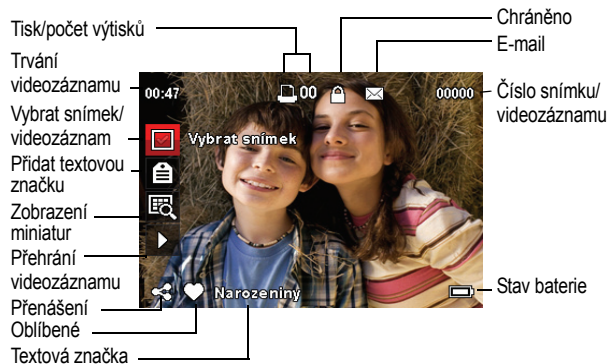 Tisk/počet výtisků
Trvání
videozáznamu
Vybrat snímek/
videozáznam
Přidat textovou
značku
Zobrazení
miniatur
Přehrání
videozáznamu
Přenášení
Oblíbené
Textová značka
00:47
00
00000
Vybrat snímek
Narozeniny
Chráněno
E-mail
Číslo snímku/
videozáznamu
Stav baterie